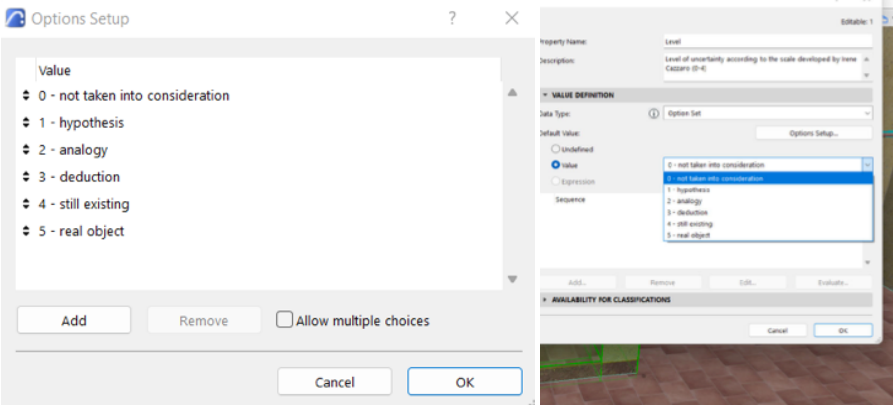 Options Setup
?
Value
0 - not taken into consideration
1 - hypothesis
2 - analogy
3 - deduction
4 - still existing
5 - real object
Add
Remove
Allow multiple choices
Cancel
OK
Editable: 1
Property Name:
Level
Description:
Level of uncertainty according to the scale developed by Irene
Cazzaro (0-4)
VALUE DEFINITION
Data Type:
Option Set
Default Value:
Options Setup...
Undefined
Value
0 - not taken into consideration
0 - not taken into consideration
Expression
1 - hypothesis
Sequence
2 - analogy
3 - deduction
4 - still existing
5 - real object
Add...
Remove
Edit...
Evaluate...
AVAILABILITY FOR CLASSIFICATIONS
Cancel
OK